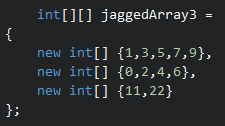 int[][] jaggedArray3 =
{
    new int[] {1,3,5,7,9},
    new int[] {0,2,4,6},
    new int[] {11,22}
};